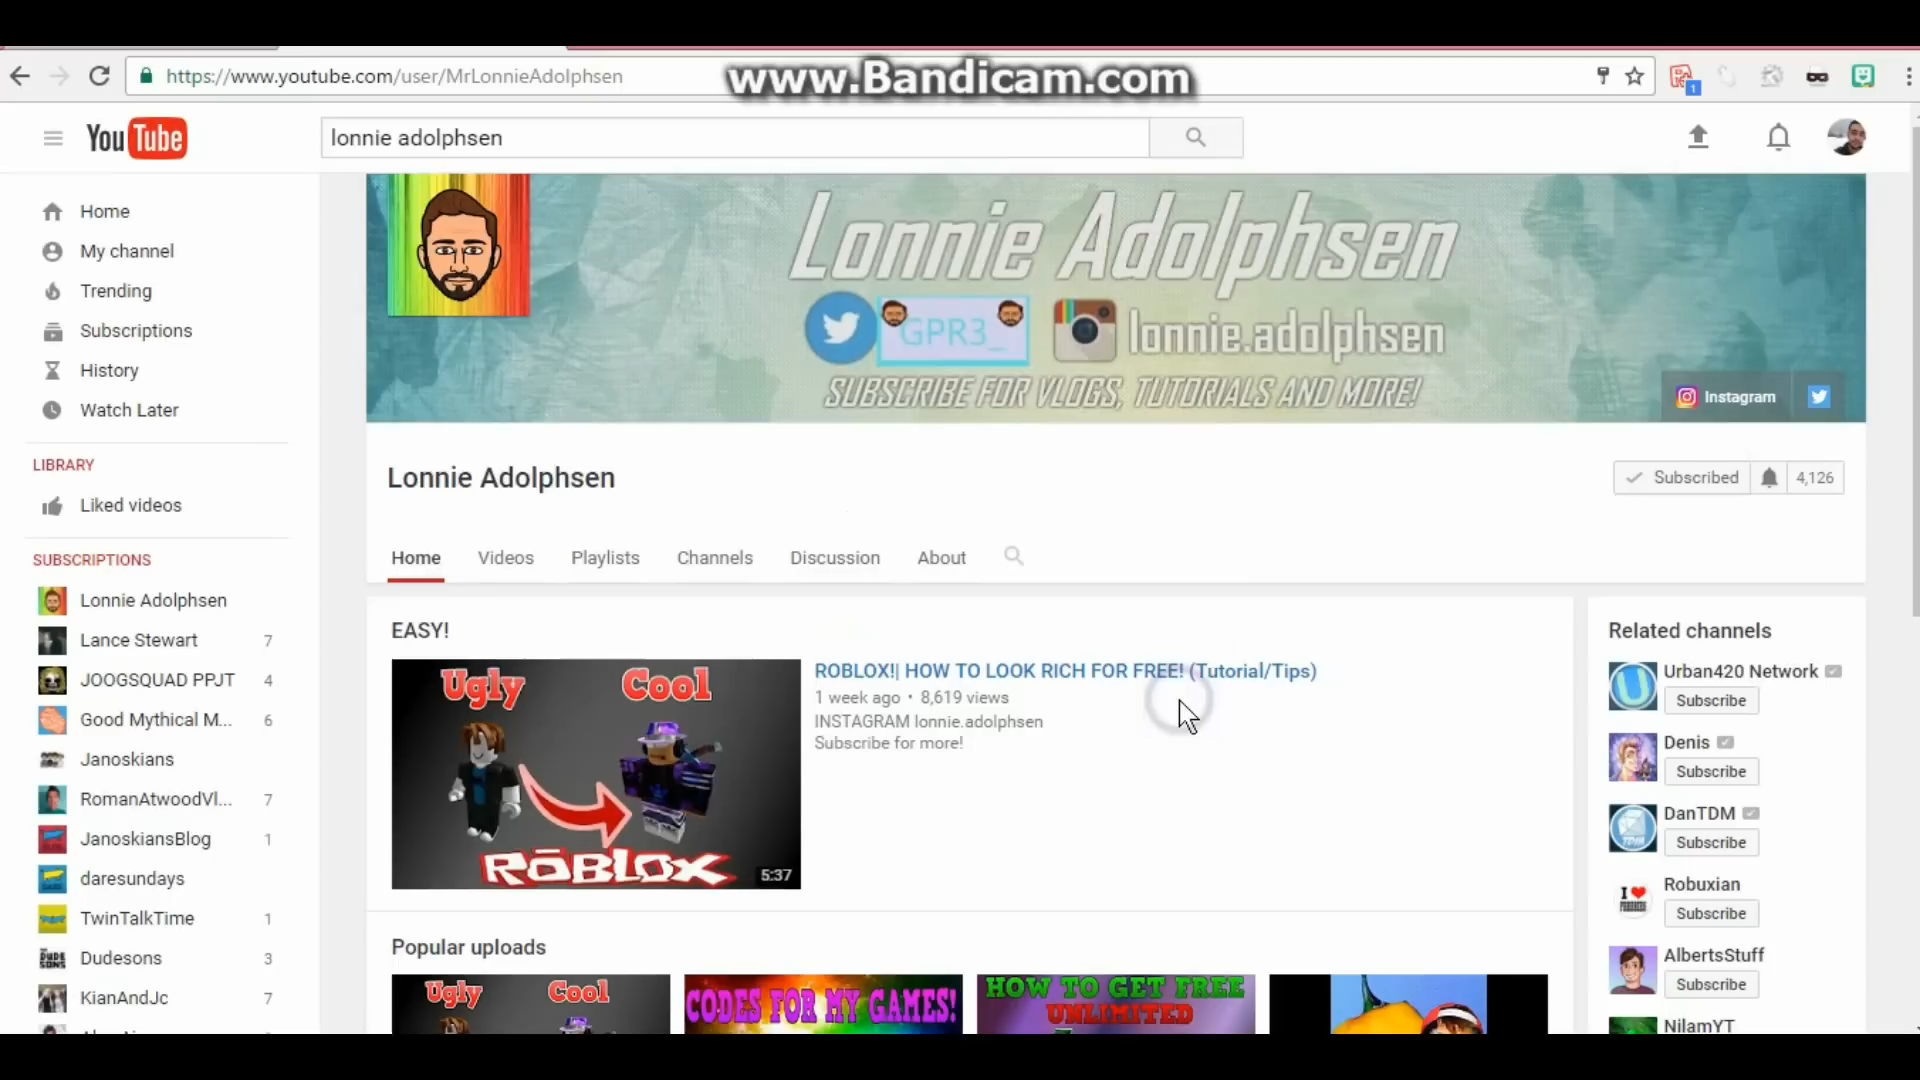 https://www.youtube.com/user/MrLonnieAdolphsen
www.Bandicam.com
1
YouTube
lonnie adolphsen
Home
My channel
Trending
Subscriptions
History
Watch Later
LIBRARY
Liked videos
SUBSCRIPTIONS
Lonnie Adolphsen
Lance Stewart 7
JOOGSQUAD PPJT 4
Good Mythical M... 6
Janoskians
RomanAtwoodVl... 7
JanoskiansBlog 1
daresundays
TwinTalkTime 1
Dudesons 3
KianAndJc 7
Lonnie Adolphsen
GPR3_
lonnie.adolphsen
SUBSCRIBE FOR VLOGS, TUTORIALS AND MORE!
Instagram
Lonnie Adolphsen
Subscribed 4,126
Home Videos Playlists Channels Discussion About
EASY!
Ugly Cool
ROBLOX
5:37
ROBLOX!| HOW TO LOOK RICH FOR FREE! (Tutorial/Tips)
1 week ago • 8,619 views
INSTAGRAM lonnie.adolphsen
Subscribe for more!
Popular uploads
Ugly Cool
CODES FOR MY GAMES!
HOW TO GET FREE
UNLIMITED
Related channels
Urban420 Network
Subscribe
Denis
Subscribe
DanTDM
Subscribe
Robuxian
Subscribe
AlbertsStuff
Subscribe
NilamYT